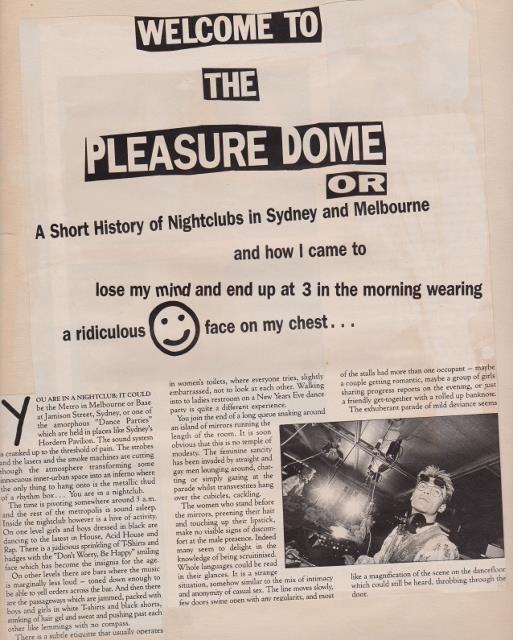 WELCOME TO
THE
PLEASURE DOME
OR
A Short History of Nightclubs in Sydney and Melbourne
and how I came to
lose my mind and end up at 3 in the morning wearing
a ridiculous face on my chest...
YOU ARE IN A NIGHTCLUB: IT COULD
be the Metro in Melbourne or Base
at Jamison Street, Sydney, or one of
the amorphous "Dance Parties"
which are held in places like Sydney's
Hordern Pavilion. The sound system
is cranked up to the threshold of pain. The strobes
and the lasers and the smoke machines are cutting
though the atmosphere transforming some
innocuous inner-urban space into an inferno where
the only thing to hang onto is the metallic thud
of a rhythm box . . . You are in a nightclub.
The time is pivoting somewhere around 3 a.m.
and the rest of the metropolis is sound asleep.
Inside the nightclub however is a hive of activity.
On one level girls and boys dressed in black are
dancing to the latest in House, Acid House and
Rap. There is a judicious sprinkling of T-Shirts and
badges with the "Don't Worry, Be Happy" smiling
face which have become the insignia for the age.
On other levels there are bars where the music
is marginally less loud – toned down enough to
be able to yell orders across the bar. And then there
are the passageways which are jammed, packed with
boys and girls in white T-Shirts and black shorts,
stinking of hair gel and sweat and pushing past each
other like lemmings with no compass.
There is a subtle etiquette that usually operates
in women's toilets, where everyone tries, slightly
embarrassed, not to look at each other. Walking
into to ladies restroom on a New Years Eve dance
party is quite a different experience.
You join the end of a long queue snaking around
an island of mirrors running the
length of the room. It is soon
obvious that this is no temple of
modesty. The feminine sanctity
has been invaded by straight and
gay men lounging around, chat-
ting or simply gazing at the
parade whilst transvestites hang
over the cubicles, cackling.
The women who stand before
the mirrors, preening their hair
and touching up their lipstick,
make no visible signs of discom-
fort at the male presence. Indeed
many seem to delight in the
knowledge of being scrutinised.
Whole languages could be read
in their glances. It is a strange
situation, somehow similar to the mix of intimacy
and anonymity of casual sex. The line moves slowly,
few doors swing open with any regularity, and most
of the stalls had more than one occupant – maybe
a couple getting romantic, maybe a group of girls
sharing progress reports on the evening, or just
a friendly get-together with a rolled up banknote.
The exhuberant parade of mild deviance seems
like a magnification of the scene on the dancefloor
which could still be heard, throbbing through the
door.